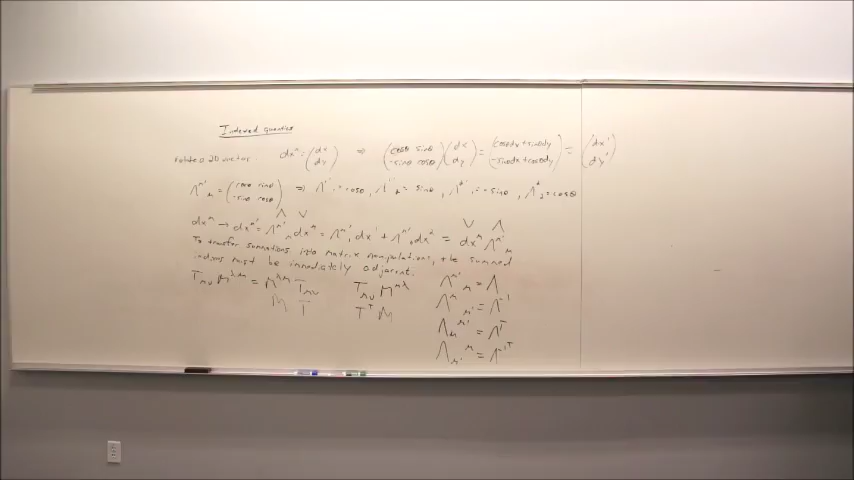 Indexed quantities
rotate a 2D vector: dx^μ = (dx dy) ⇒ (cosθ sinθ -sinθ cosθ)(dx dy) = (cosθdx+sinθdy -sinθdx+cosθdy) = (dx' dy')
Λ^μ'_μ = (cosθ sinθ -sinθ cosθ) ⇒ Λ^1'_1 = cosθ, Λ^1'_2 = sinθ, Λ^2'_1 = -sinθ, Λ^2'_2 = cosθ
Λ V V Λ
dx^μ → dx^μ' = Λ^μ'_μ dx^μ = Λ^μ'_1 dx^1 + Λ^μ'_2 dx^2 = dx^μ Λ^μ'_μ
To transfer summations into matrix manipulations, the summed
indices must be immediately adjacent.
T_μν M^λμ = M^λμ T_μν
M T
T_μν M^μλ
T^T M
Λ^μ'_μ = Λ
Λ^μ_μ' = Λ^-1
Λ_μ^μ' = Λ^T
Λ_μ'^μ = Λ^-1T